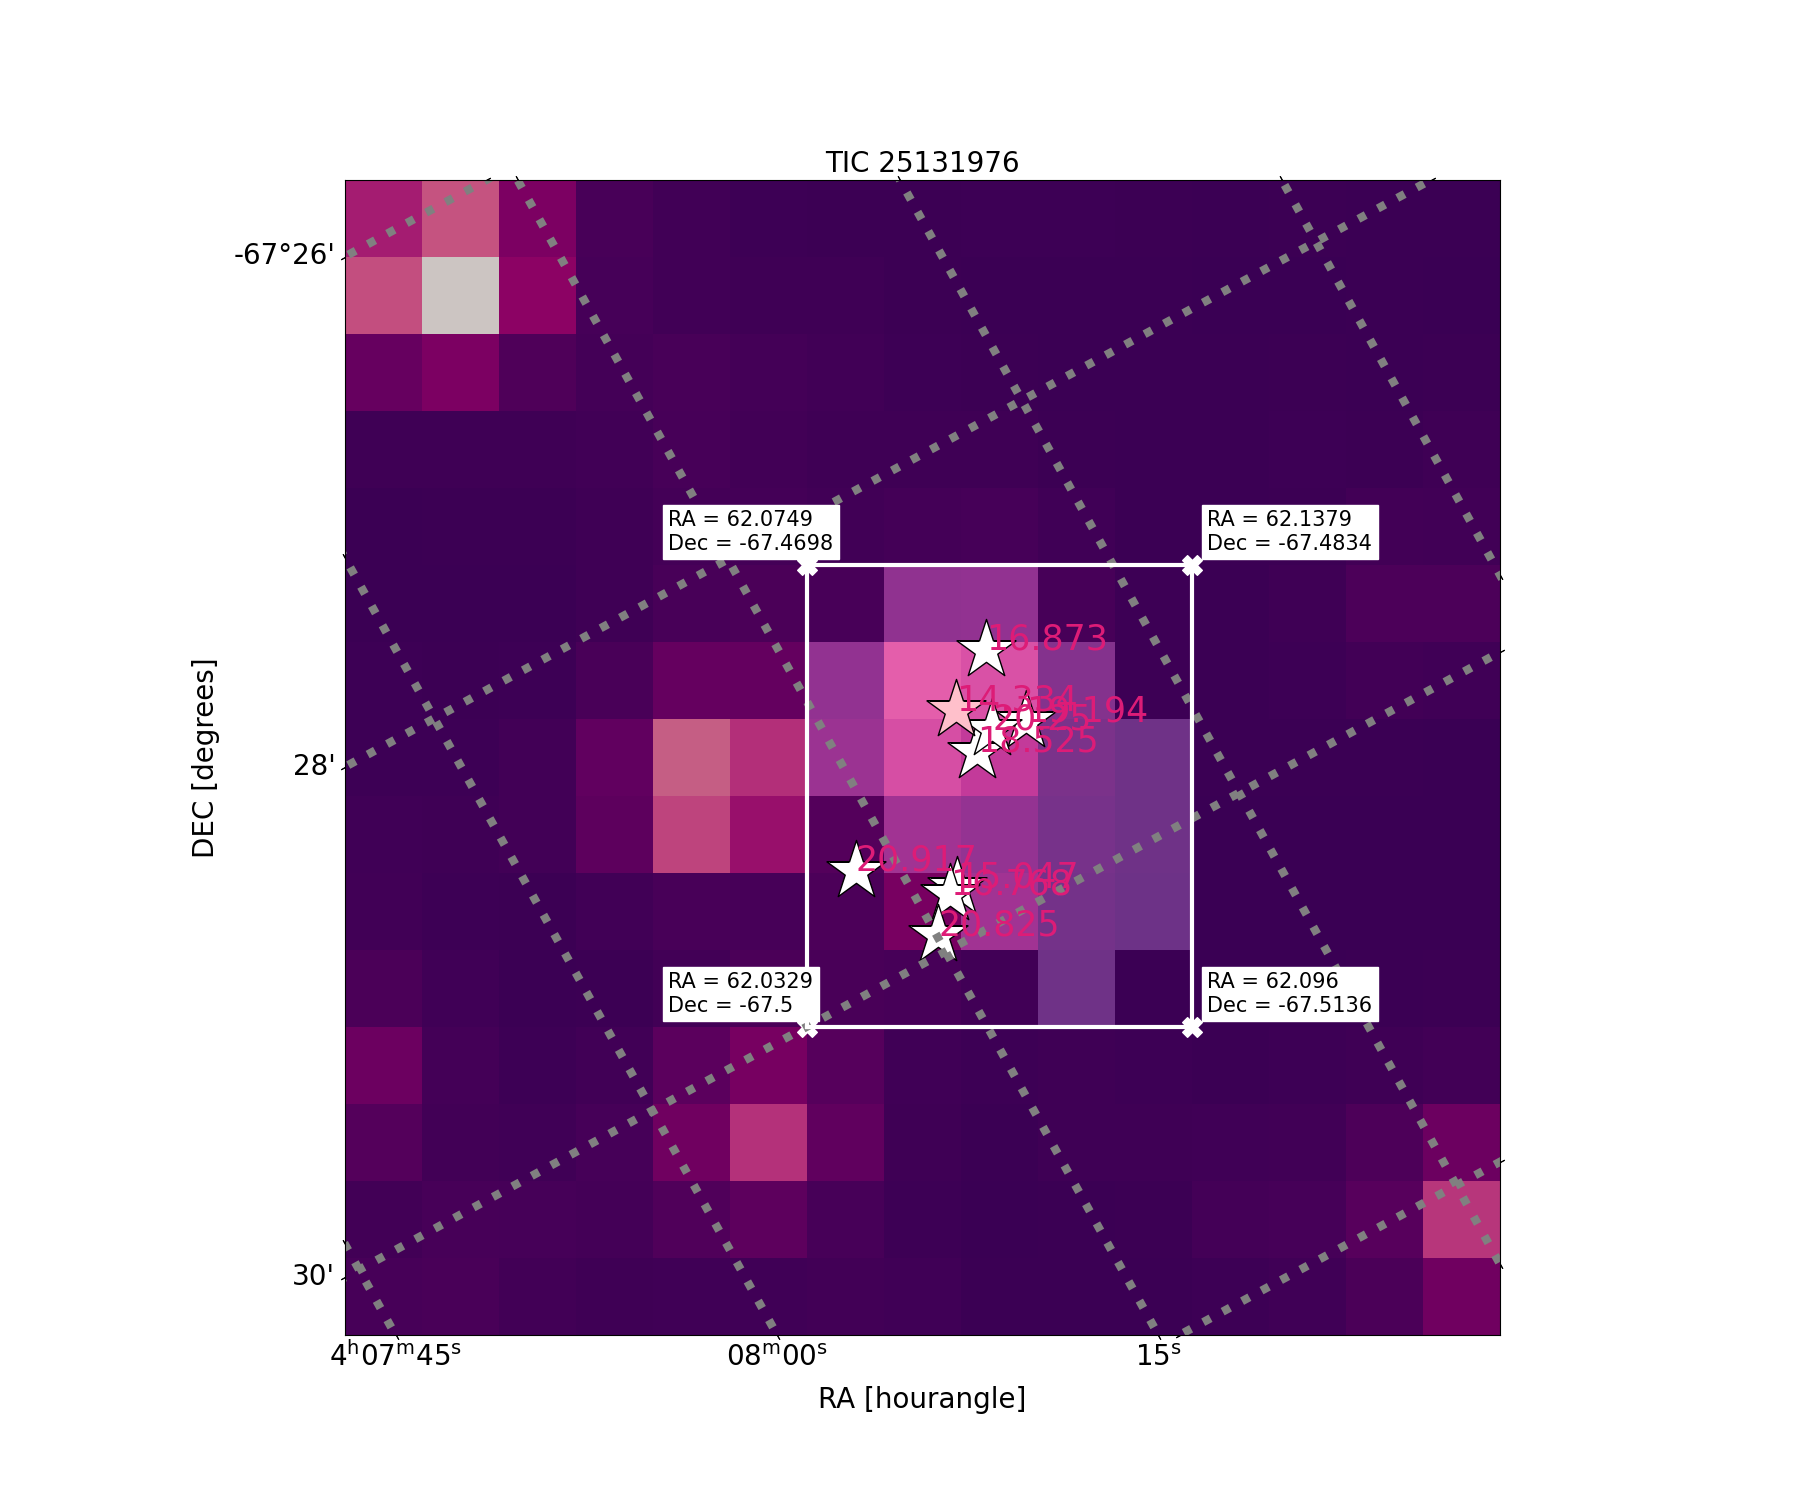 TIC 25131976
-67°26'
RA = 62.0749
Dec = -67.4698
RA = 62.1379
Dec = -67.4834
16.873
14.334
18.525
28'
DEC [degrees]
20.917
20.825
RA = 62.0329
Dec = -67.5
RA = 62.096
Dec = -67.5136
30'
4ʰ07ᵐ45ˢ
08ᵐ00ˢ
15ˢ
RA [hourangle]